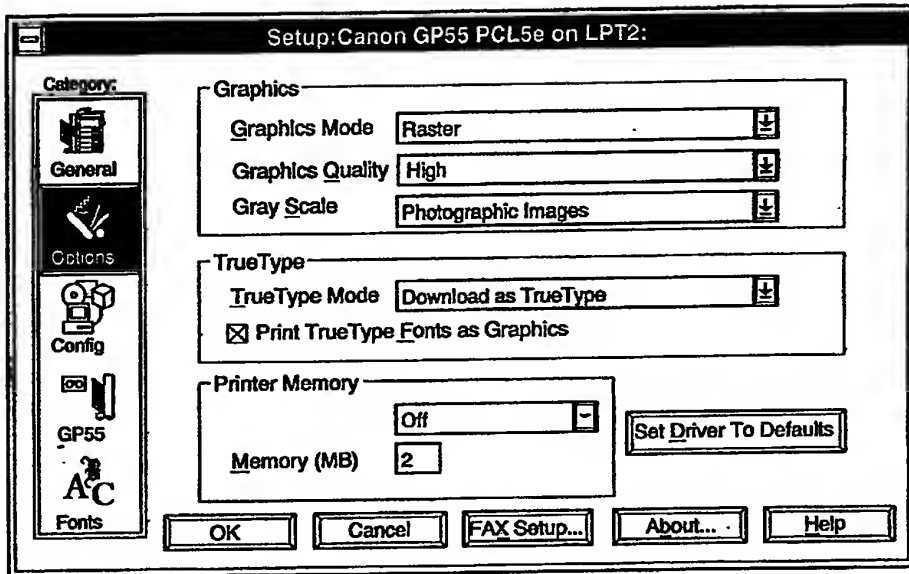 Setup:Canon GP55 PCL5e on LPT2:
Category:
General
Options
Config
GP55
AC
Fonts
Graphics
Graphics Mode Raster
Graphics Quality High
Gray Scale Photographic Images
TrueType
TrueType Mode Download as TrueType
Print TrueType Fonts as Graphics
Printer Memory
Off
Memory (MB) 2
Set Driver To Defaults
OK Cancel FAX Setup... About... Help